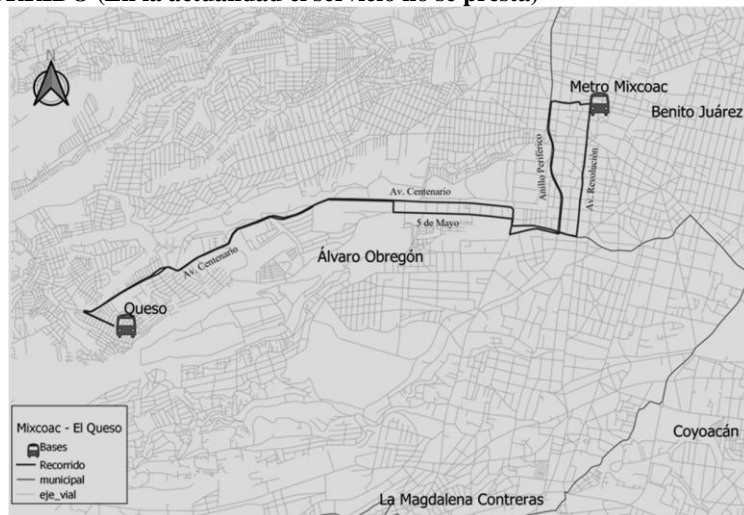 (En la actualidad el servicio no se presta)
N
Metro Mixcoac
Benito Juárez
Anillo Periférico
Av. Revolución
Av. Centenario
5 de Mayo
Av. Centenario
Álvaro Obregón
Queso
Mixcoac - El Queso
Bases
Recorrido
municipal
eje_vial
Coyoacán
La Magdalena Contreras